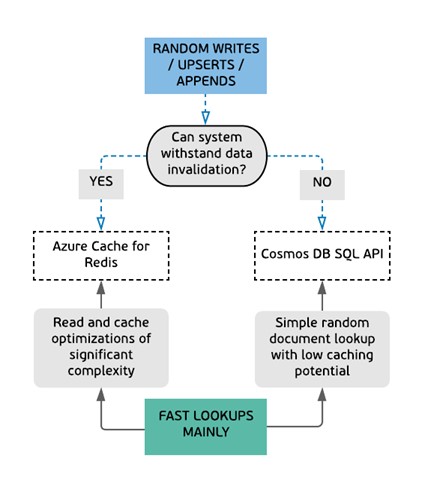 RANDOM WRITES
/ UPSERTS /
APPENDS
Can system
withstand data
invalidation?
YES
NO
Azure Cache for
Redis
Cosmos DB SQL API
Read and cache
optimizations of
significant
complexity
Simple random
document lookup
with low caching
potential
FAST LOOKUPS
MAINLY